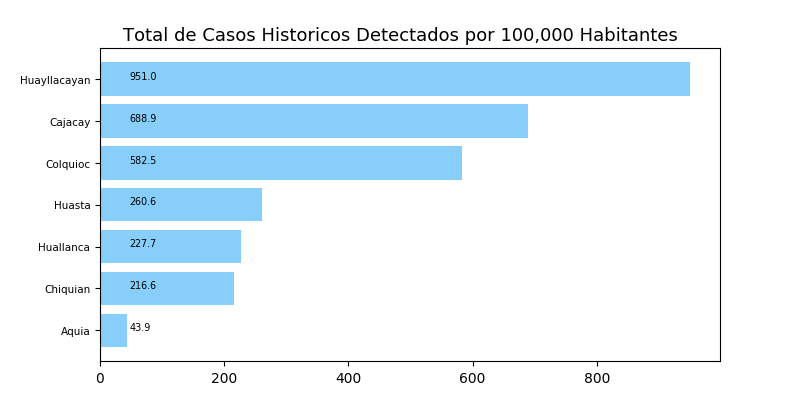 Total de Casos Historicos Detectados por 100,000 Habitantes
Huayllacayan 951.0
Cajacay 688.9
Colquioc 582.5
Huasta 260.6
Huallanca 227.7
Chiquian 216.6
Aquia 43.9
0 200 400 600 800